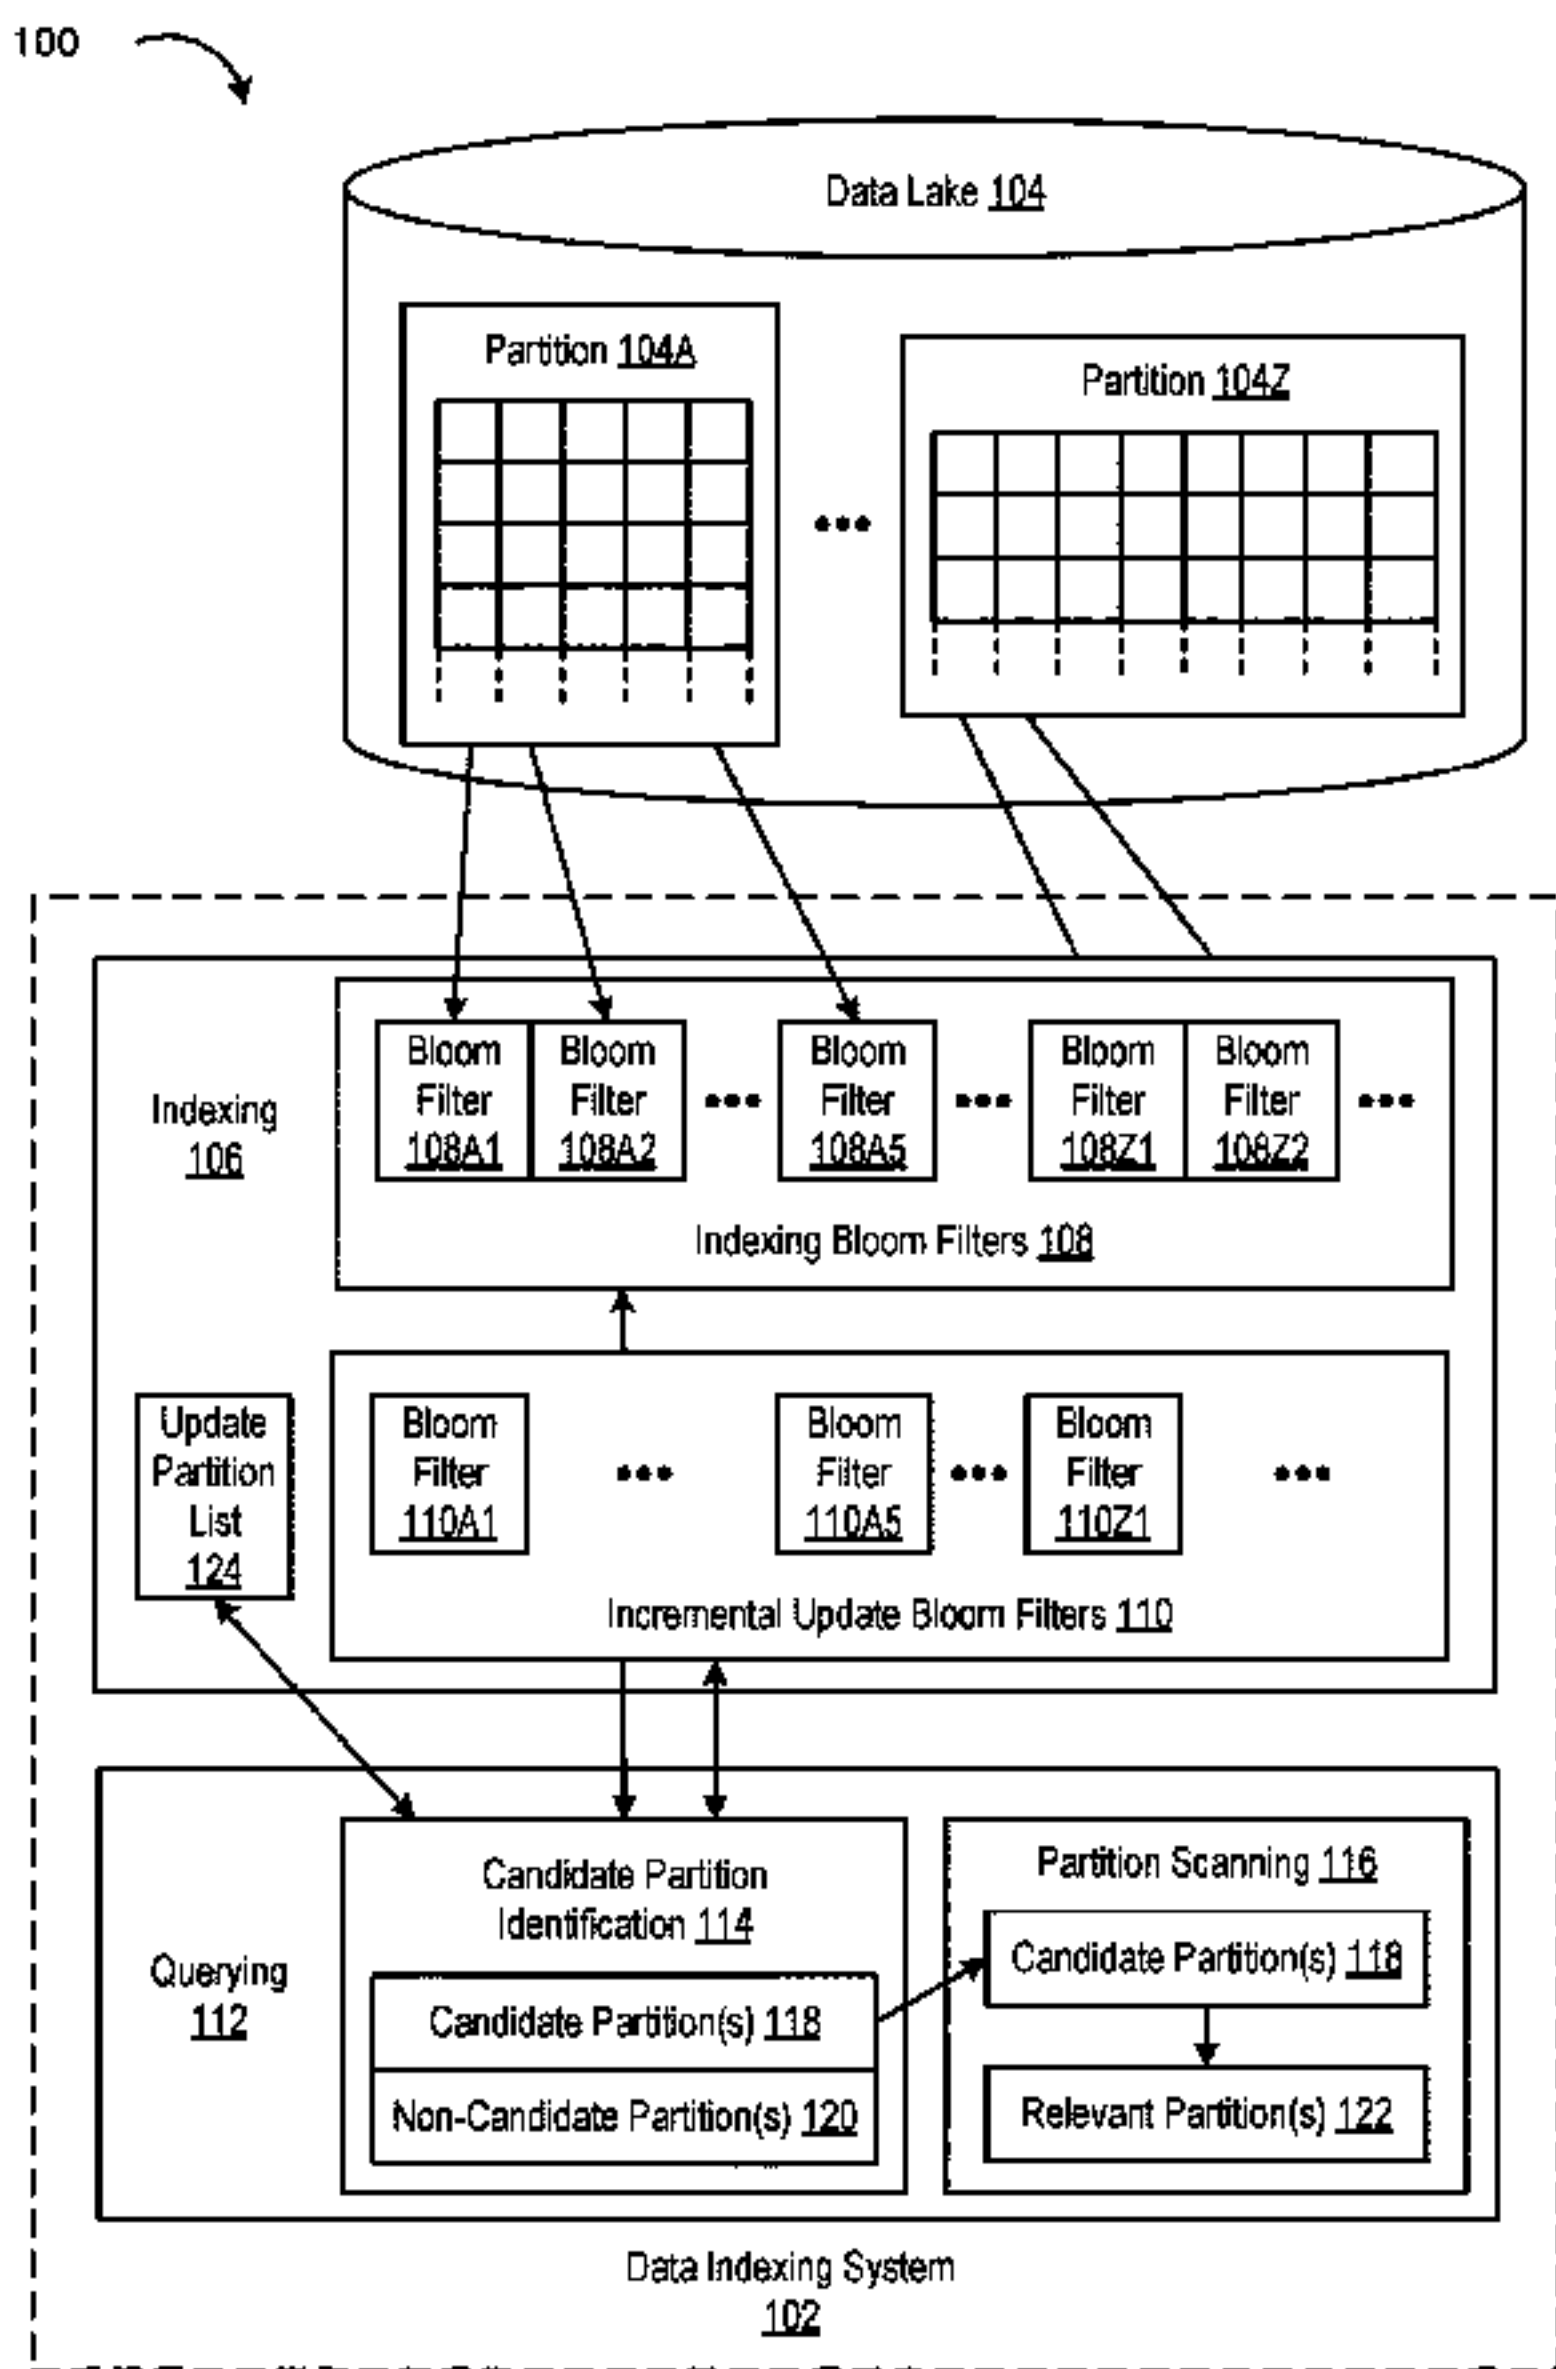 100
Data Lake 104
Partition 104A
Partition 104Z
Indexing
106
Bloom
Filter
108A1
Bloom
Filter
108A2
Bloom
Filter
108A5
Bloom
Filter
108Z1
Bloom
Filter
108Z2
Indexing Bloom Filters 108
Update
Partition
List
124
Bloom
Filter
110A1
Bloom
Filter
110A5
Bloom
Filter
110Z1
Incremental Update Bloom Filters 110
Querying
112
Candidate Partition
Identification 114
Candidate Partition(s) 118
Non-Candidate Partition(s) 120
Partition Scanning 116
Candidate Partition(s) 118
Relevant Partition(s) 122
Data Indexing System
102